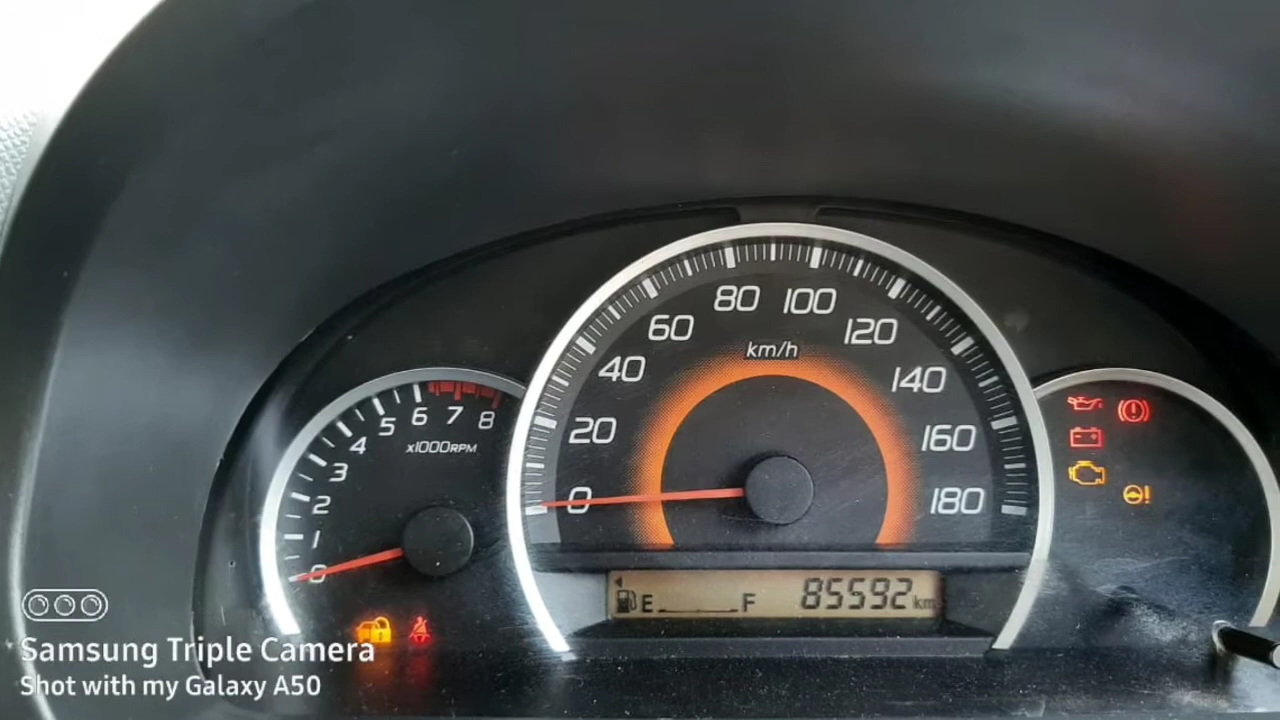 80 100
60 120
km/h
40 140
6 7 8
5
4 x1000RPM
20 160
3
2
0 180
1
0
E F 85592 km
Samsung Triple Camera
Shot with my Galaxy A50